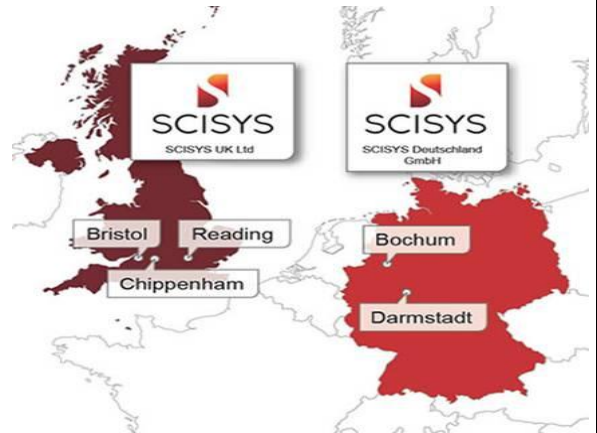 SCISYS
SCISYS UK Ltd
SCISYS
SCISYS Deutschland
GmbH
Bristol
Reading
Chippenham
Bochum
Darmstadt